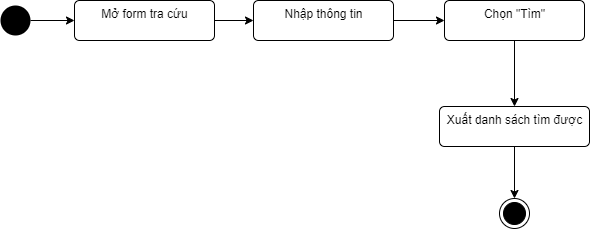 Mở form tra cứu
Nhập thông tin
Chọn "Tìm"
Xuất danh sách tìm được